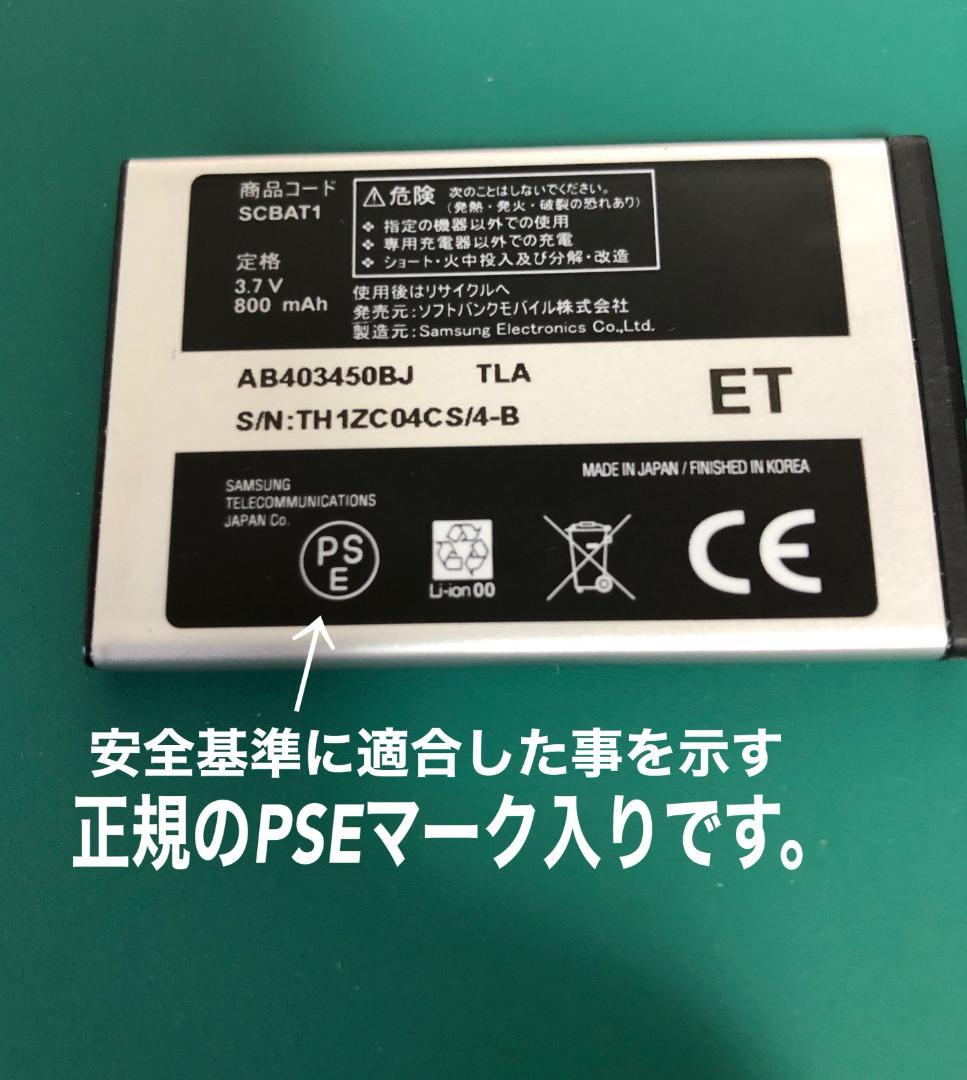 商品コード
SCBAT1
定格
3.7 V
800 mAh
⚠危険 次のことはしないでください。
（発熱・発火・破裂の恐れあり）
❖ 指定の機器以外での使用
❖ 専用充電器以外での充電
❖ ショート・火中投入及び分解・改造
使用後はリサイクルへ
発売元:ソフトバンクモバイル株式会社
製造元:Samsung Electronics Co.,Ltd.
AB403450BJ TLA
S/N:TH1ZC04CS/4-B
ET
MADE IN JAPAN / FINISHED IN KOREA
SAMSUNG
TELECOMMUNICATIONS
JAPAN Co.
PS
E
Li-ion 00
CE
安全基準に適合した事を示す
正規のPSEマーク入りです。